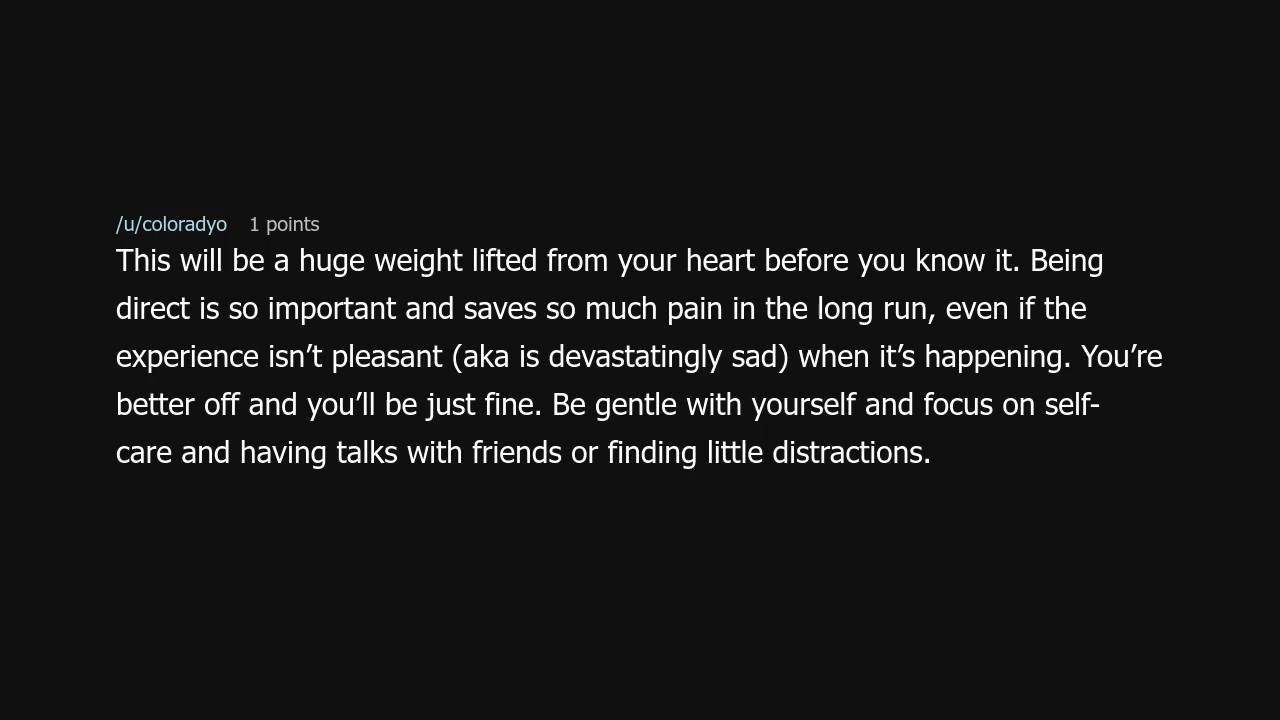 /u/coloradyo 1 points
This will be a huge weight lifted from your heart before you know it. Being
direct is so important and saves so much pain in the long run, even if the
experience isn’t pleasant (aka is devastatingly sad) when it’s happening. You’re
better off and you’ll be just fine. Be gentle with yourself and focus on self-
care and having talks with friends or finding little distractions.